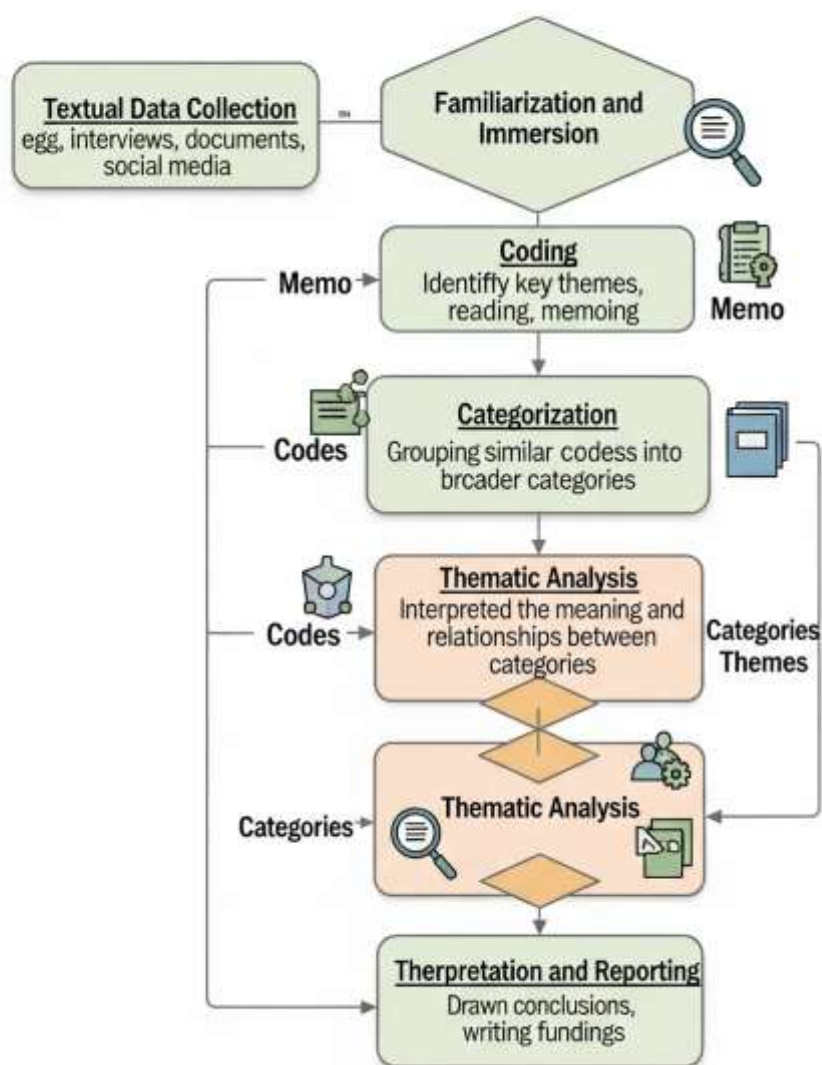 Textual Data Collection
egg, interviews, documents,
social media
Familiarization and
Immersion
Coding
Identiffy key themes,
reading, memoing
Memo
Memo
Categorization
Grouping similar codess into
brcader categories
Codes
Thematic Analysis
Interpreted the meaning and
relationships between
categories
Codes
Categories
Themes
Thematic Analysis
Categories
Therpretation and Reporting
Drawn conclusions,
writing fundings